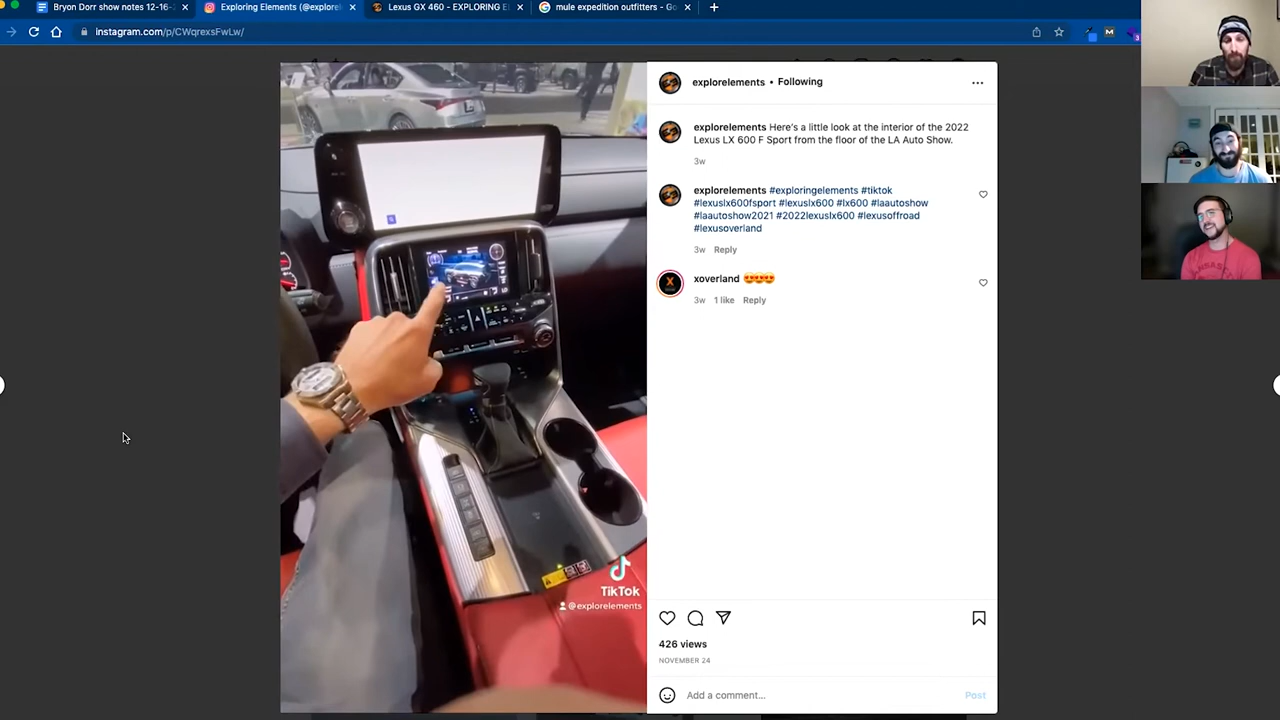 Bryon Dorr show notes 12-16-2
Exploring Elements (@explore
Lexus GX 460 - EXPLORING E
mule expedition outfitters - Go
instagram.com/p/CWqrexsFwLw/
M
3
explorelements • Following
explorelements Here's a little look at the interior of the 2022
Lexus LX 600 F Sport from the floor of the LA Auto Show.
3w
explorelements #exploringelements #tiktok
#lexuslx600fsport #lexuslx600 #lx600 #laautoshow
#laautoshow2021 #2022lexuslx600 #lexusoffroad
#lexusoverland
3w Reply
X
xoverland 😍😍😍
3w 1 like Reply
TikTok
@explorelements
426 views
NOVEMBER 24
Add a comment...
Post